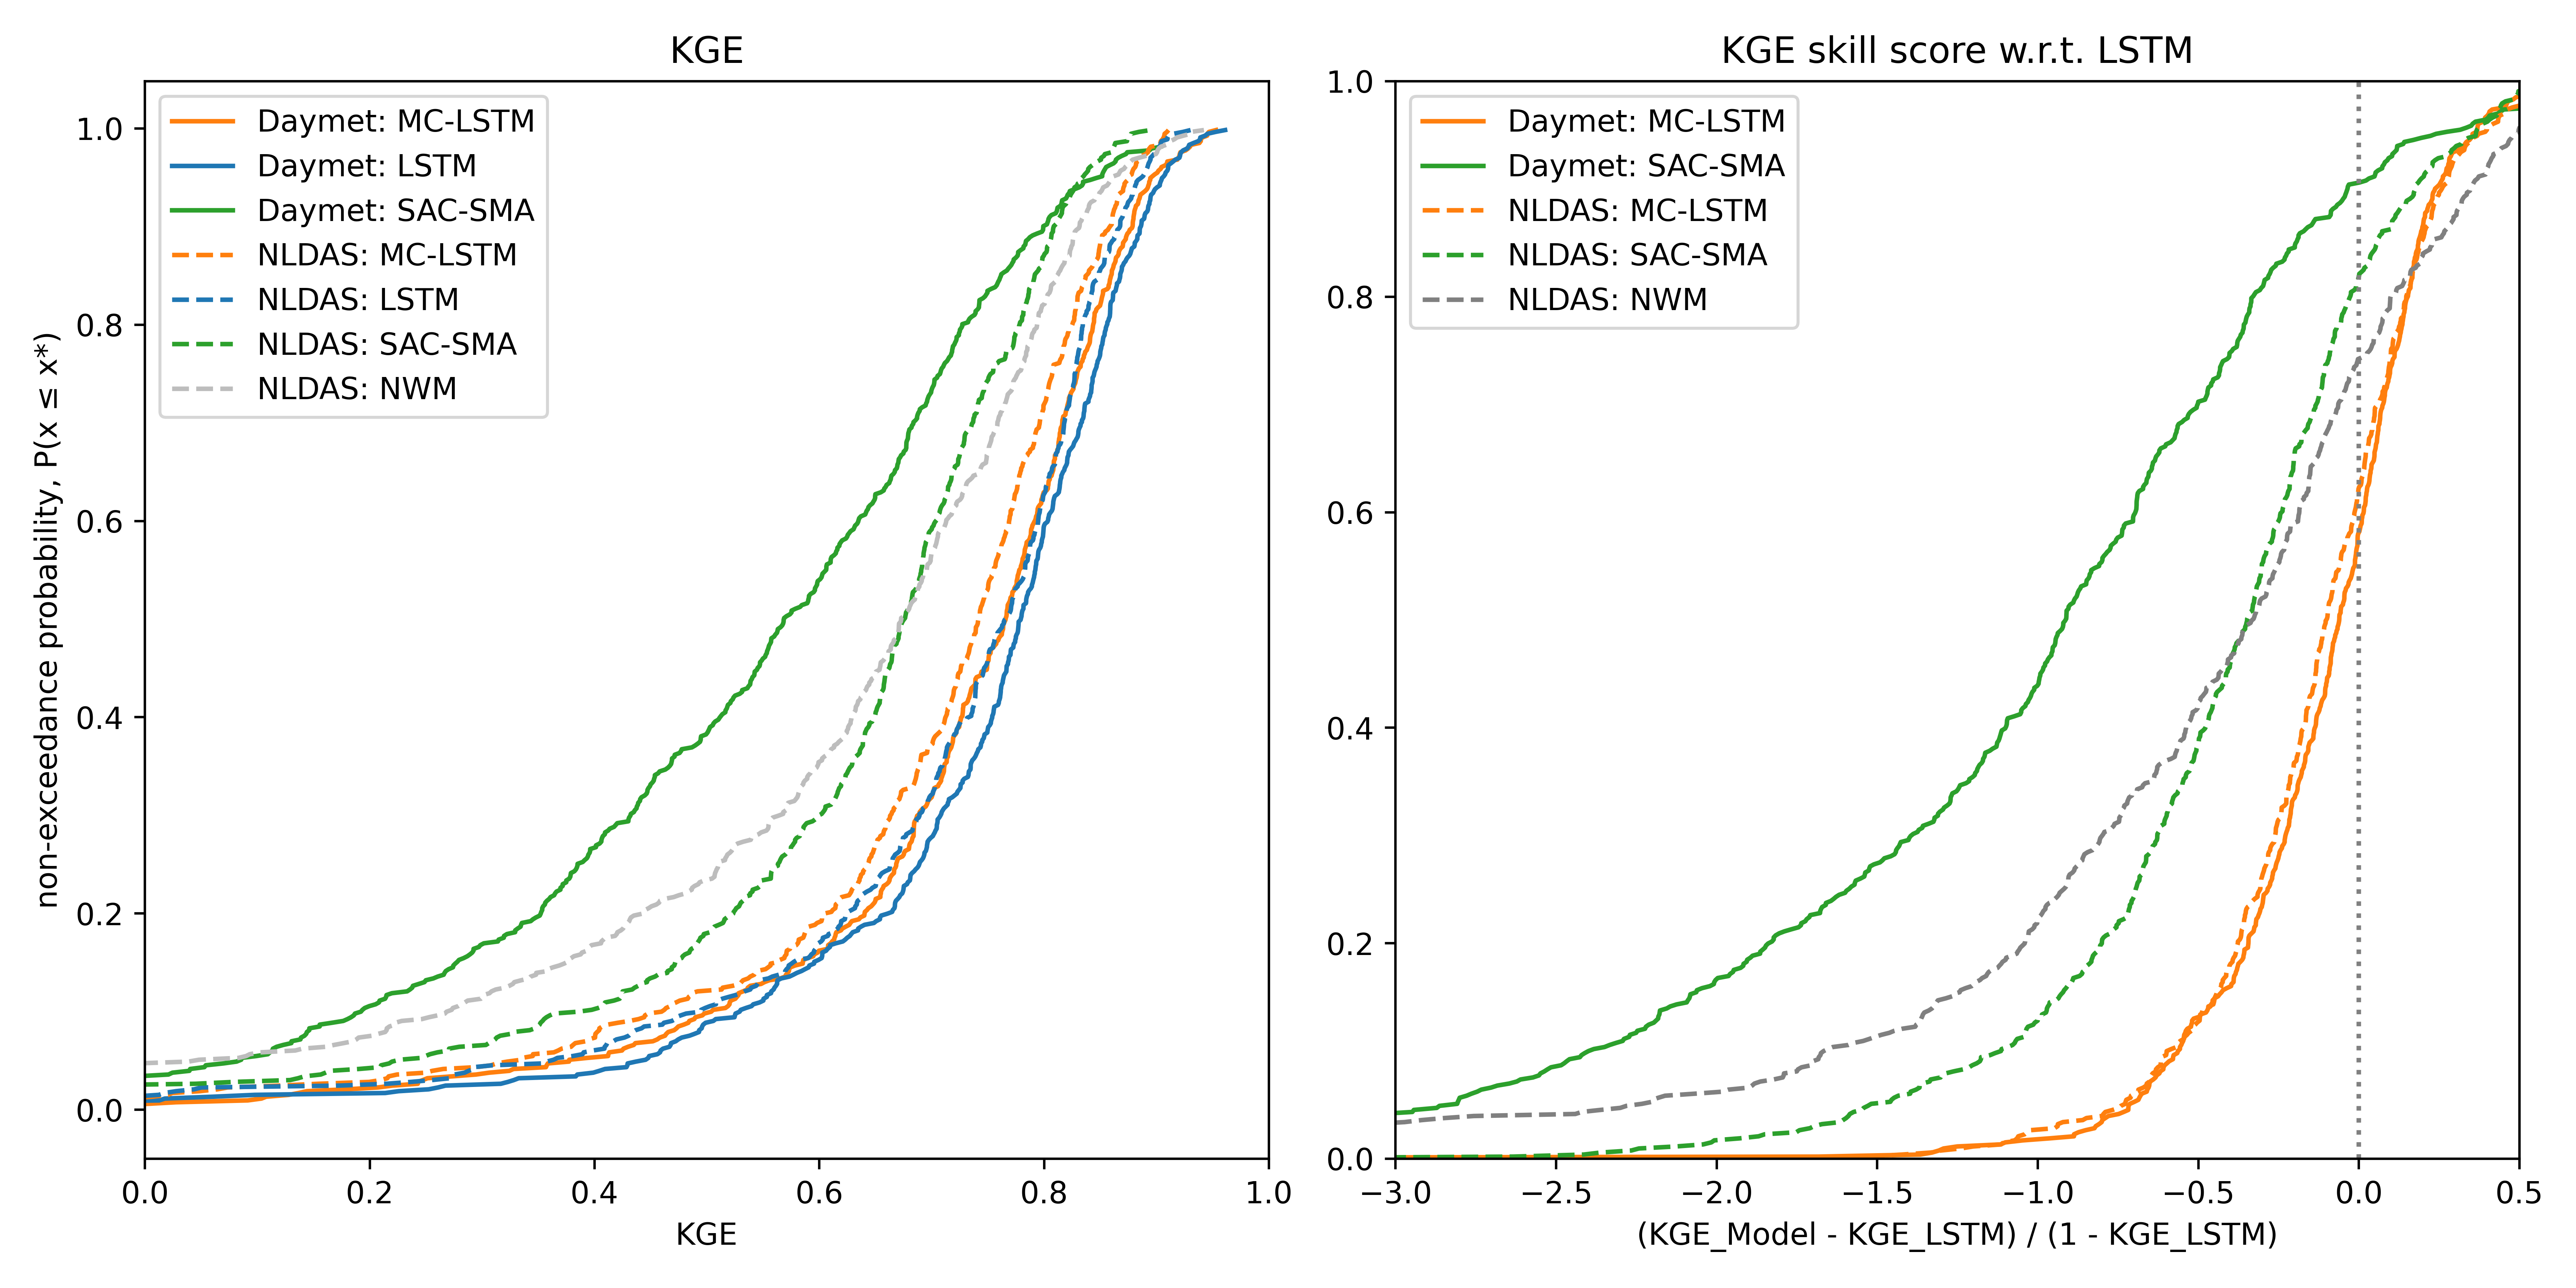 KGE
non-exceedance probability, P(x ≤ x*)
1.0
0.8
0.6
0.4
0.2
0.0
Daymet: MC-LSTM
Daymet: LSTM
Daymet: SAC-SMA
NLDAS: MC-LSTM
NLDAS: LSTM
NLDAS: SAC-SMA
NLDAS: NWM
0.0 0.2 0.4 0.6 0.8 1.0
KGE
KGE skill score w.r.t. LSTM
1.0
0.8
0.6
0.4
0.2
0.0
Daymet: MC-LSTM
Daymet: SAC-SMA
NLDAS: MC-LSTM
NLDAS: SAC-SMA
NLDAS: NWM
−3.0 −2.5 −2.0 −1.5 −1.0 −0.5 0.0 0.5
(KGE_Model - KGE_LSTM) / (1 - KGE_LSTM)